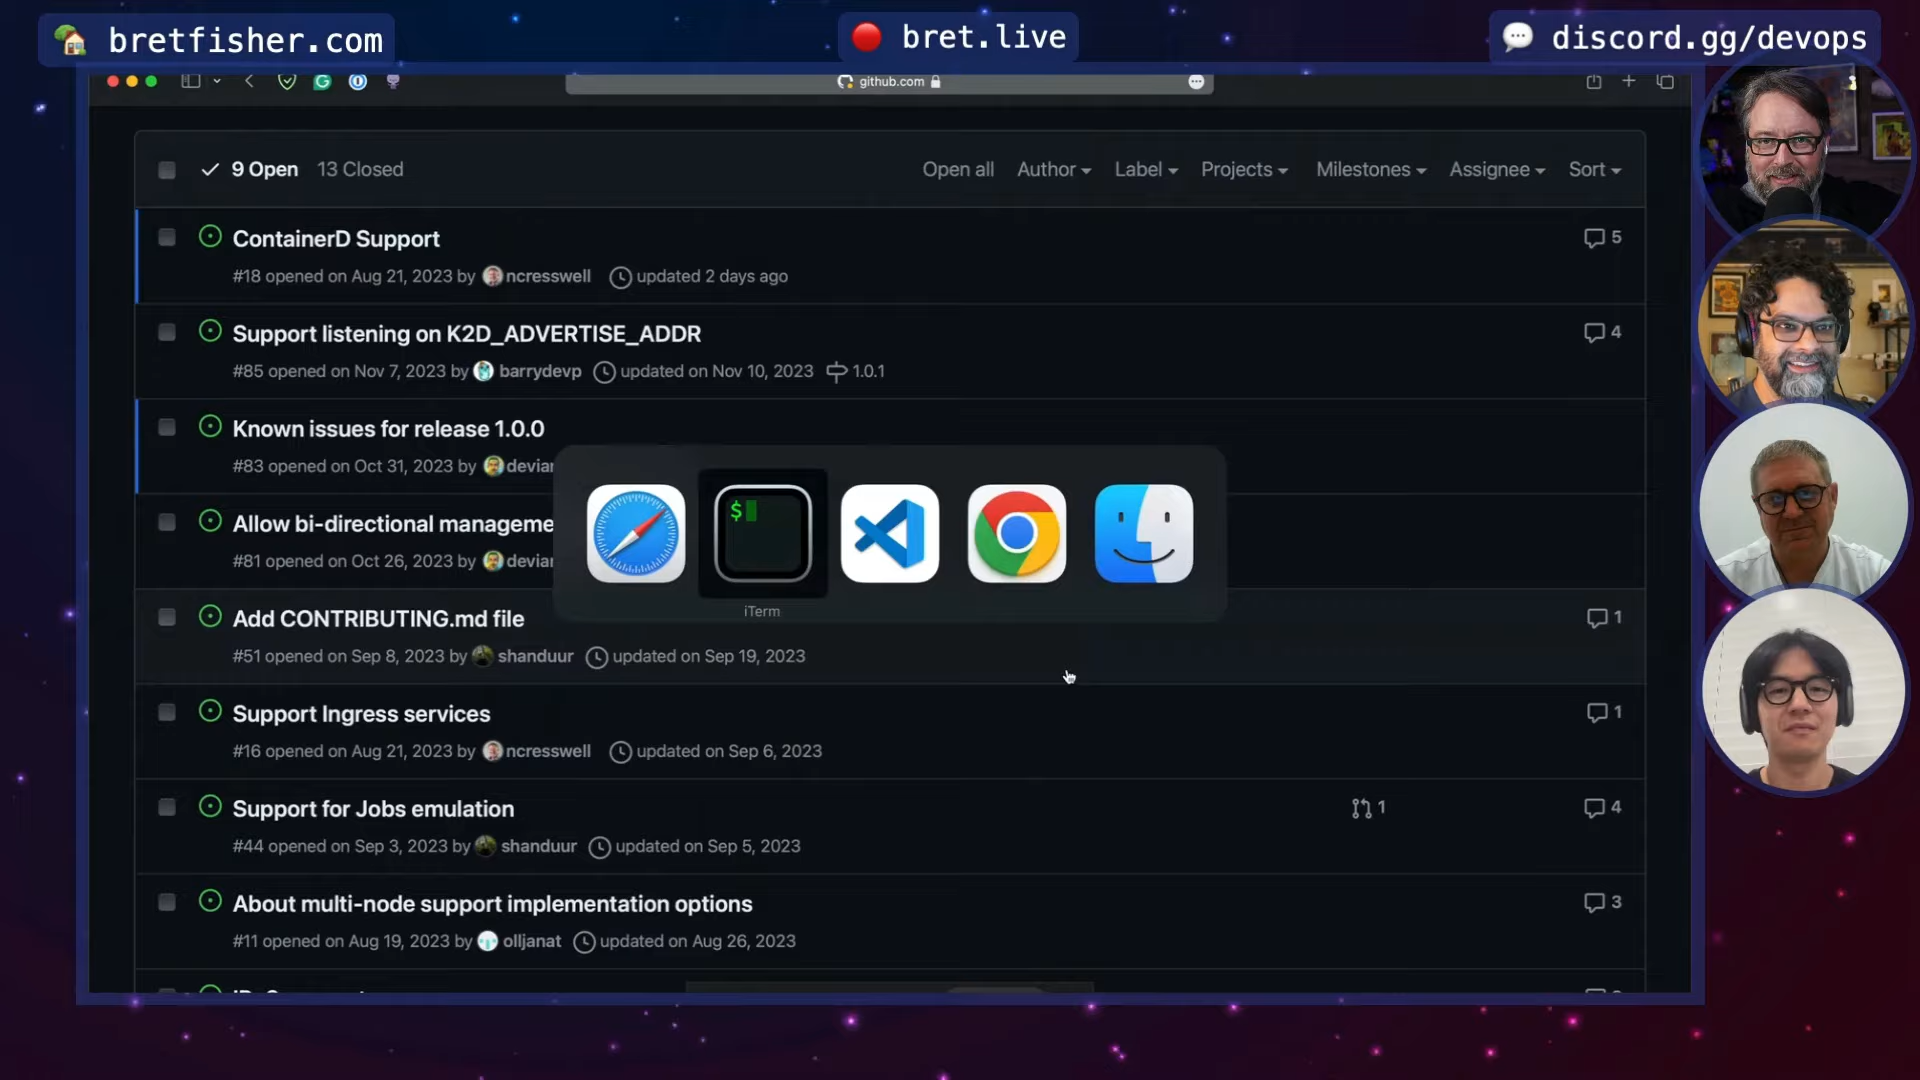 bretfisher.com
bret.live
discord.gg/devops
github.com
9 Open 13 Closed
Open all Author Label Projects Milestones Assignee Sort
ContainerD Support
5
#18 opened on Aug 21, 2023 by ncresswell updated 2 days ago
Support listening on K2D_ADVERTISE_ADDR
4
#85 opened on Nov 7, 2023 by barrydevp updated on Nov 10, 2023 1.0.1
Known issues for release 1.0.0
#83 opened on Oct 31, 2023 by
Allow bi-directional
#81 opened on Oct 26, 2023 by
$
iTerm
Add CONTRIBUTING.md file
1
#51 opened on Sep 8, 2023 by shanduur updated on Sep 19, 2023
Support Ingress services
1
#16 opened on Aug 21, 2023 by ncresswell updated on Sep 6, 2023
Support for Jobs emulation
1
4
#44 opened on Sep 3, 2023 by shanduur updated on Sep 5, 2023
About multi-node support implementation options
3
#11 opened on Aug 19, 2023 by olljanat updated on Aug 26, 2023